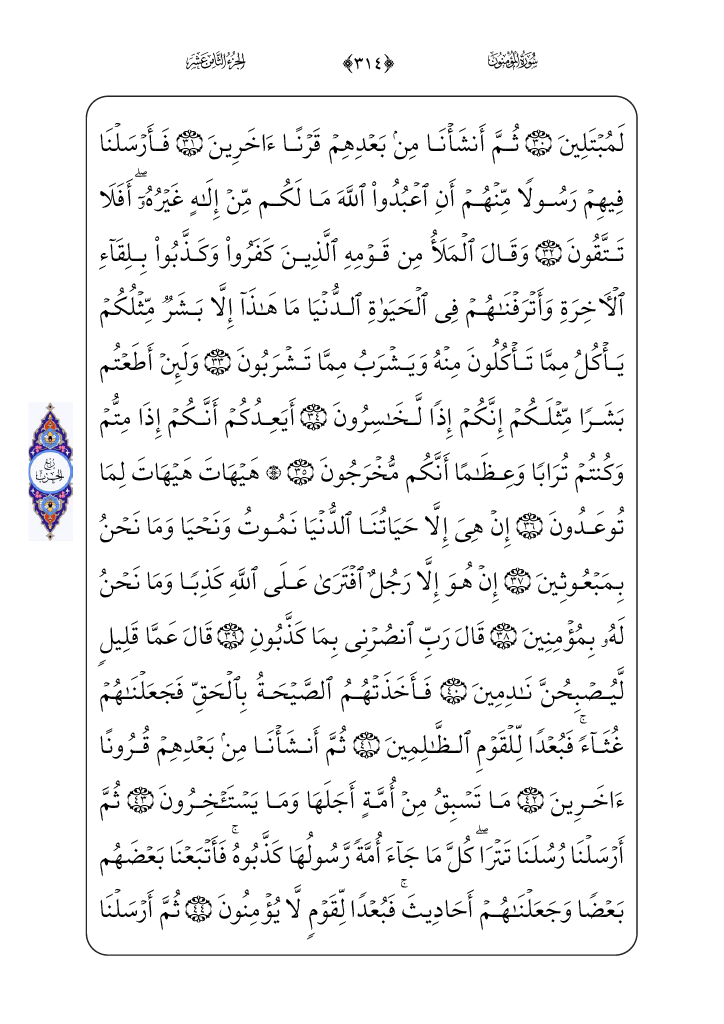 سُورَةُ المُؤْمِنُونَ ﴿٣١٤﴾ الجُزْءُ الثَّامِن عَشَرَ
لَمُبۡتَلِينَ ٣٠ ثُمَّ أَنشَأۡنَا مِنۢ بَعۡدِهِمۡ قَرۡنًا ءَاخَرِينَ ٣١ فَأَرۡسَلۡنَا
فِيهِمۡ رَسُولًا مِّنۡهُمۡ أَنِ ٱعۡبُدُواْ ٱللَّهَ مَا لَكُم مِّنۡ إِلَٰهٍ غَيۡرُهُۥٓۖ أَفَلَا
تَتَّقُونَ ٣٢ وَقَالَ ٱلۡمَلَأُ مِن قَوۡمِهِ ٱلَّذِينَ كَفَرُواْ وَكَذَّبُواْ بِلِقَآءِ
ٱلۡأٓخِرَةِ وَأَتۡرَفۡنَٰهُمۡ فِي ٱلۡحَيَوٰةِ ٱلدُّنۡيَا مَا هَٰذَآ إِلَّا بَشَرٞ مِّثۡلُكُمۡ
يَأۡكُلُ مِمَّا تَأۡكُلُونَ مِنۡهُ وَيَشۡرَبُ مِمَّا تَشۡرَبُونَ ٣٣ وَلَئِنۡ أَطَعۡتُم
بَشَرٗا مِّثۡلَكُمۡ إِنَّكُمۡ إِذٗا لَّخَٰسِرُونَ ٣٤ أَيَعِدُكُمۡ أَنَّكُمۡ إِذَا مِتُّمۡ
وَكُنتُمۡ تُرَابٗا وَعِظَٰمًا أَنَّكُم مُّخۡرَجُونَ ٣٥ ۞ هَيۡهَاتَ هَيۡهَاتَ لِمَا
تُوعَدُونَ ٣٦ إِنۡ هِيَ إِلَّا حَيَاتُنَا ٱلدُّنۡيَا نَمُوتُ وَنَحۡيَا وَمَا نَحۡنُ
بِمَبۡعُوثِينَ ٣٧ إِنۡ هُوَ إِلَّا رَجُلٌ ٱفۡتَرَىٰ عَلَى ٱللَّهِ كَذِبٗا وَمَا نَحۡنُ
لَهُۥ بِمُؤۡمِنِينَ ٣٨ قَالَ رَبِّ ٱنصُرۡنِي بِمَا كَذَّبُونِ ٣٩ قَالَ عَمَّا قَلِيلٖ
لَّيُصۡبِحُنَّ نَٰدِمِينَ ٤٠ فَأَخَذَتۡهُمُ ٱلصَّيۡحَةُ بِٱلۡحَقِّ فَجَعَلۡنَٰهُمۡ
غُثَآءٗۚ فَبُعۡدٗا لِّلۡقَوۡمِ ٱلظَّٰلِمِينَ ٤١ ثُمَّ أَنشَأۡنَا مِنۢ بَعۡدِهِمۡ قُرُونًا
ءَاخَرِينَ ٤٢ مَا تَسۡبِقُ مِنۡ أُمَّةٍ أَجَلَهَا وَمَا يَسۡتَـٔۡخِرُونَ ٤٣ ثُمَّ
أَرۡسَلۡنَا رُسُلَنَا تَتۡرَاۖ كُلَّ مَا جَآءَ أُمَّةٗ رَّسُولُهَا كَذَّبُوهُۚ فَأَتۡبَعۡنَا بَعۡضَهُم
بَعۡضٗا وَجَعَلۡنَٰهُمۡ أَحَادِيثَۚ فَبُعۡدٗا لِّقَوۡمٖ لَّا يُؤۡمِنُونَ ٤٤ ثُمَّ أَرۡسَلۡنَا
رُبْع
الحِزْب